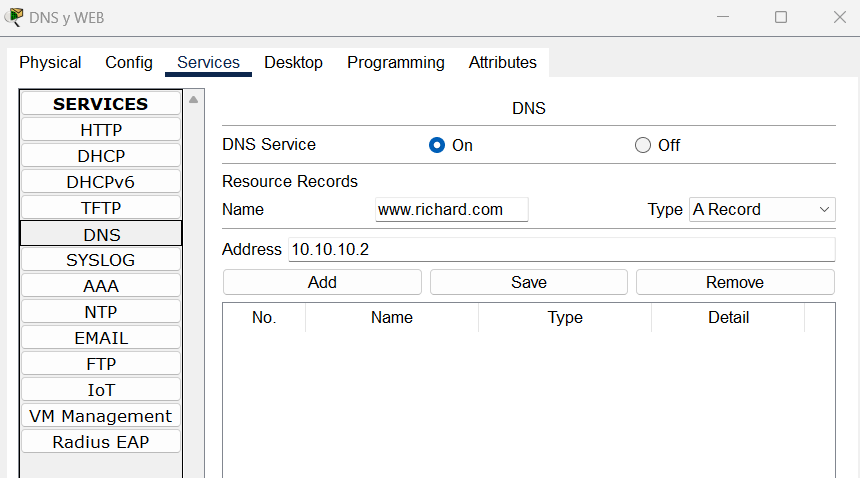 DNS y WEB
Physical Config Services Desktop Programming Attributes
SERVICES
HTTP
DHCP
DHCPv6
TFTP
DNS
SYSLOG
AAA
NTP
EMAIL
FTP
IoT
VM Management
Radius EAP
DNS
DNS Service On Off
Resource Records
Name www.richard.com Type A Record
Address 10.10.10.2
Add Save Remove
No. Name Type Detail